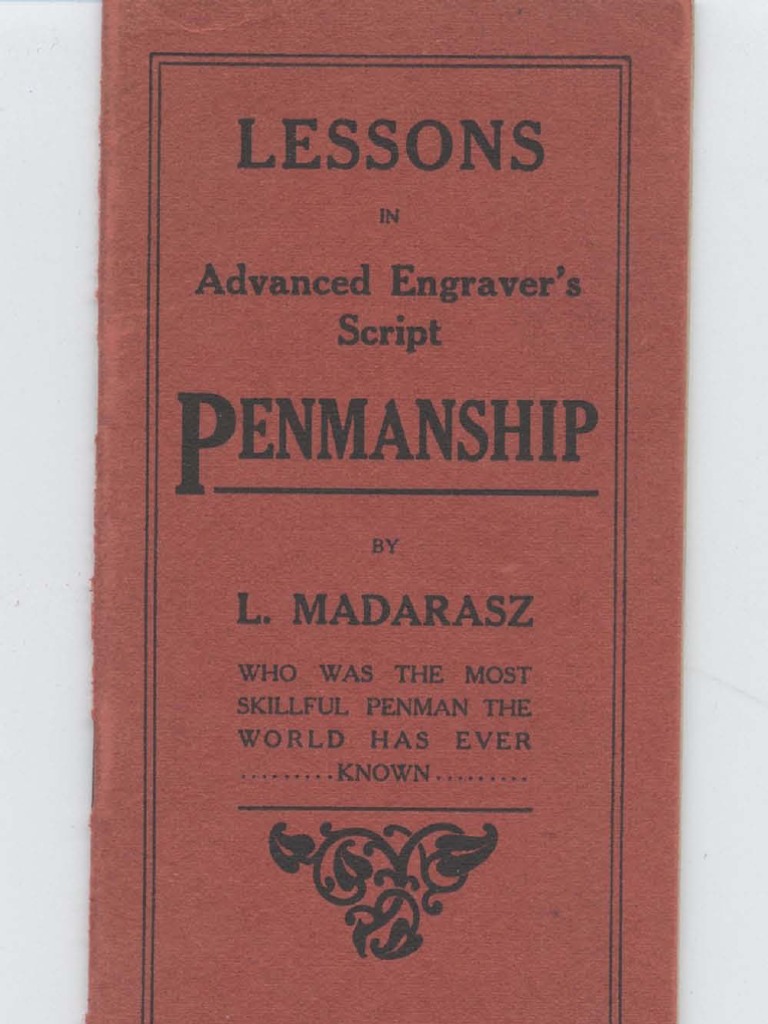 LESSONS
IN
Advanced Engraver's
Script
PENMANSHIP
BY
L. MADARASZ
WHO WAS THE MOST
SKILLFUL PENMAN THE
WORLD HAS EVER
.........KNOWN.........